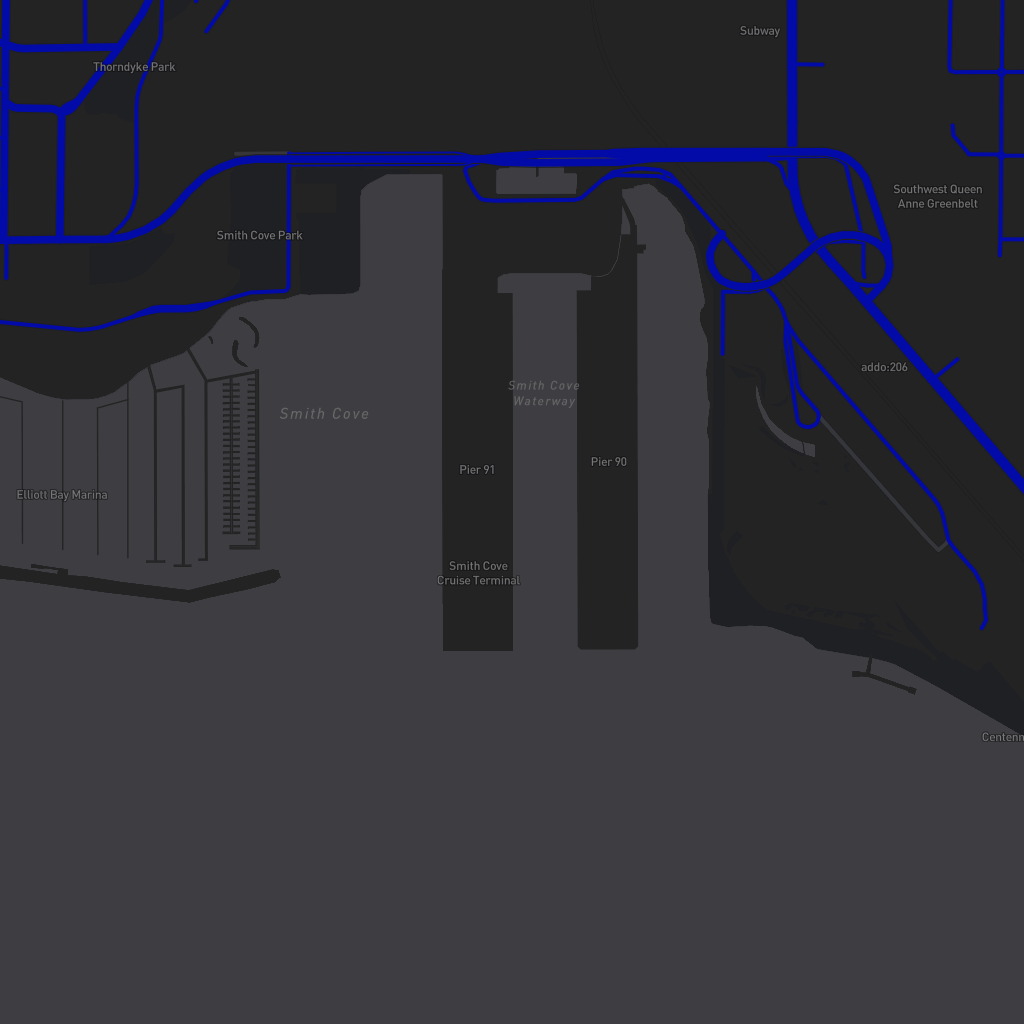 Subway
Thorndyke Park
Southwest Queen
Anne Greenbelt
Smith Cove Park
addo:206
Smith Cove
Waterway
Smith Cove
Pier 91
Pier 90
Elliott Bay Marina
Smith Cove
Cruise Terminal
Centenn